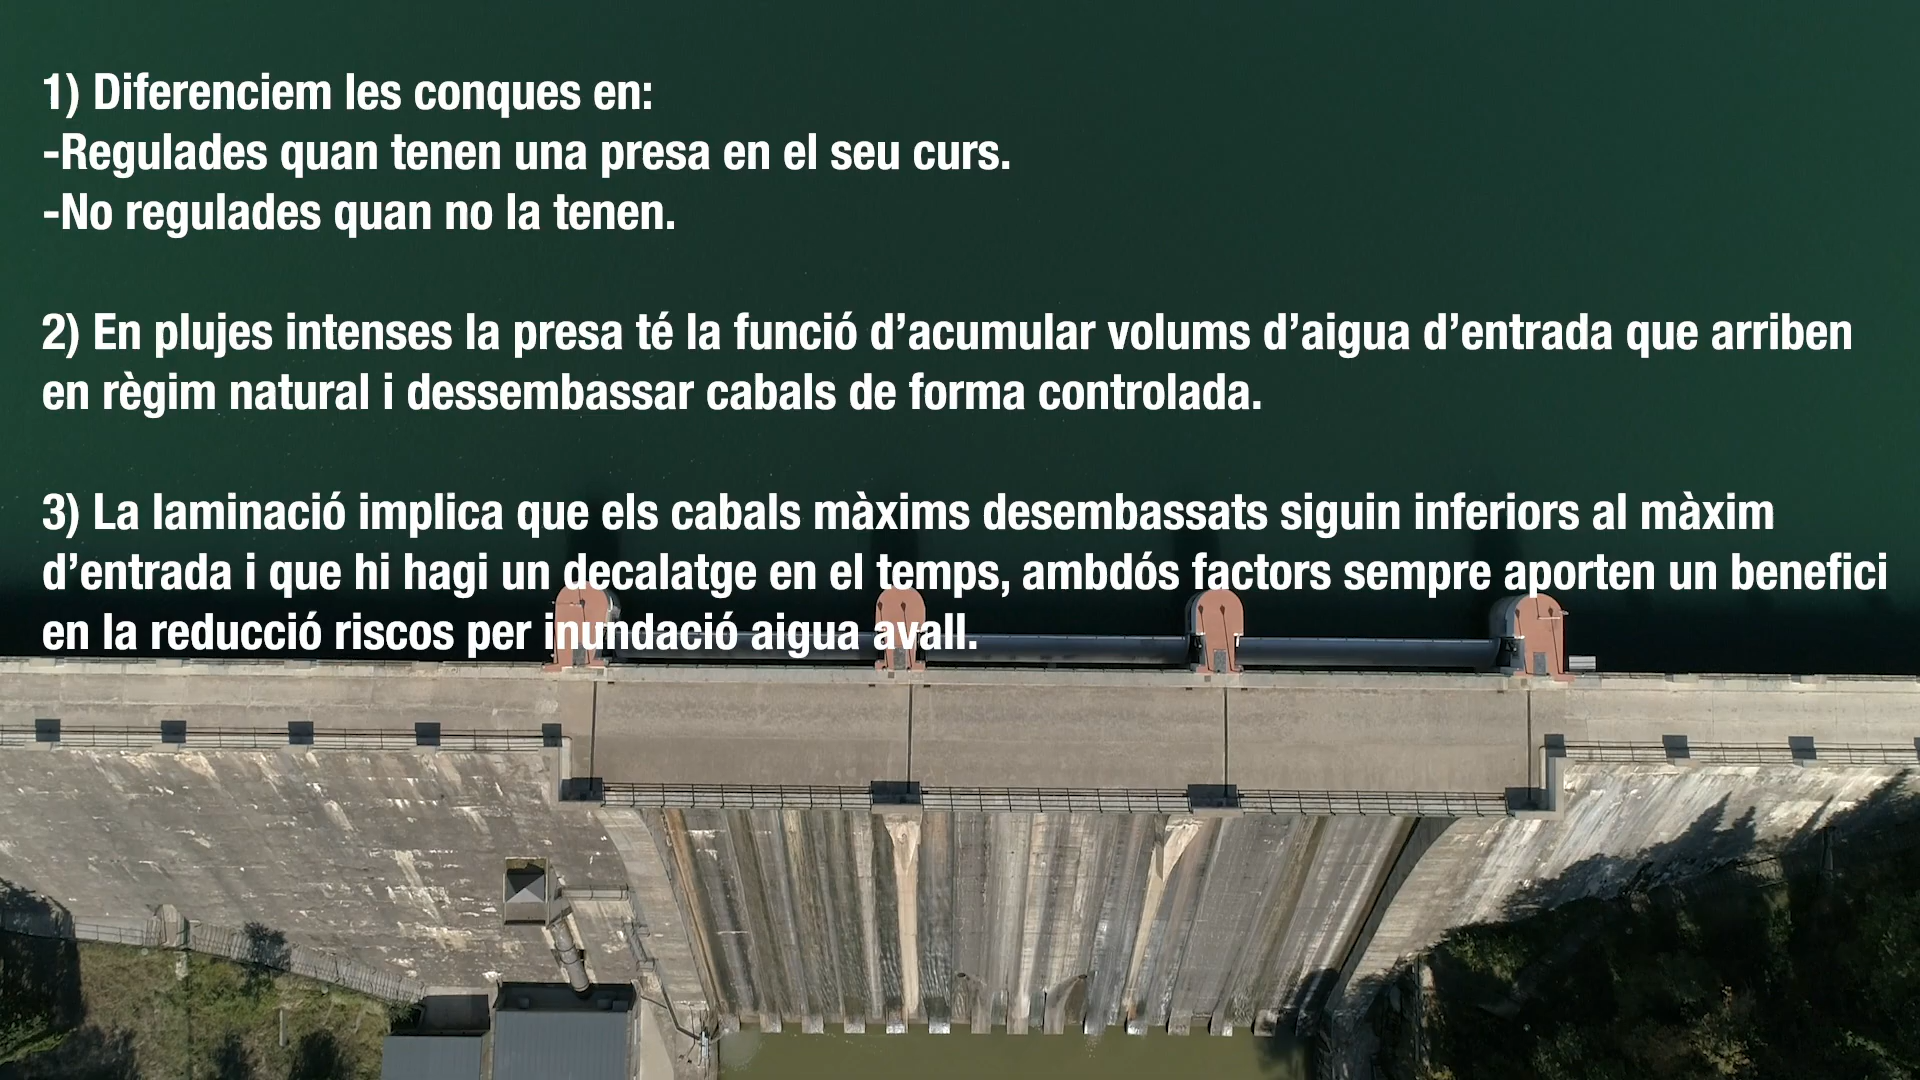 1) Diferenciem les conques en:
-Regulades quan tenen una presa en el seu curs.
-No regulades quan no la tenen.
2) En plujes intenses la presa té la funció d’acumular volums d’aigua d’entrada que arriben
en règim natural i dessembassar cabals de forma controlada.
3) La laminació implica que els cabals màxims desembassats siguin inferiors al màxim
d’entrada i que hi hagi un decalatge en el temps, ambdós factors sempre aporten un benefici
en la reducció riscos per inundació aigua avall.